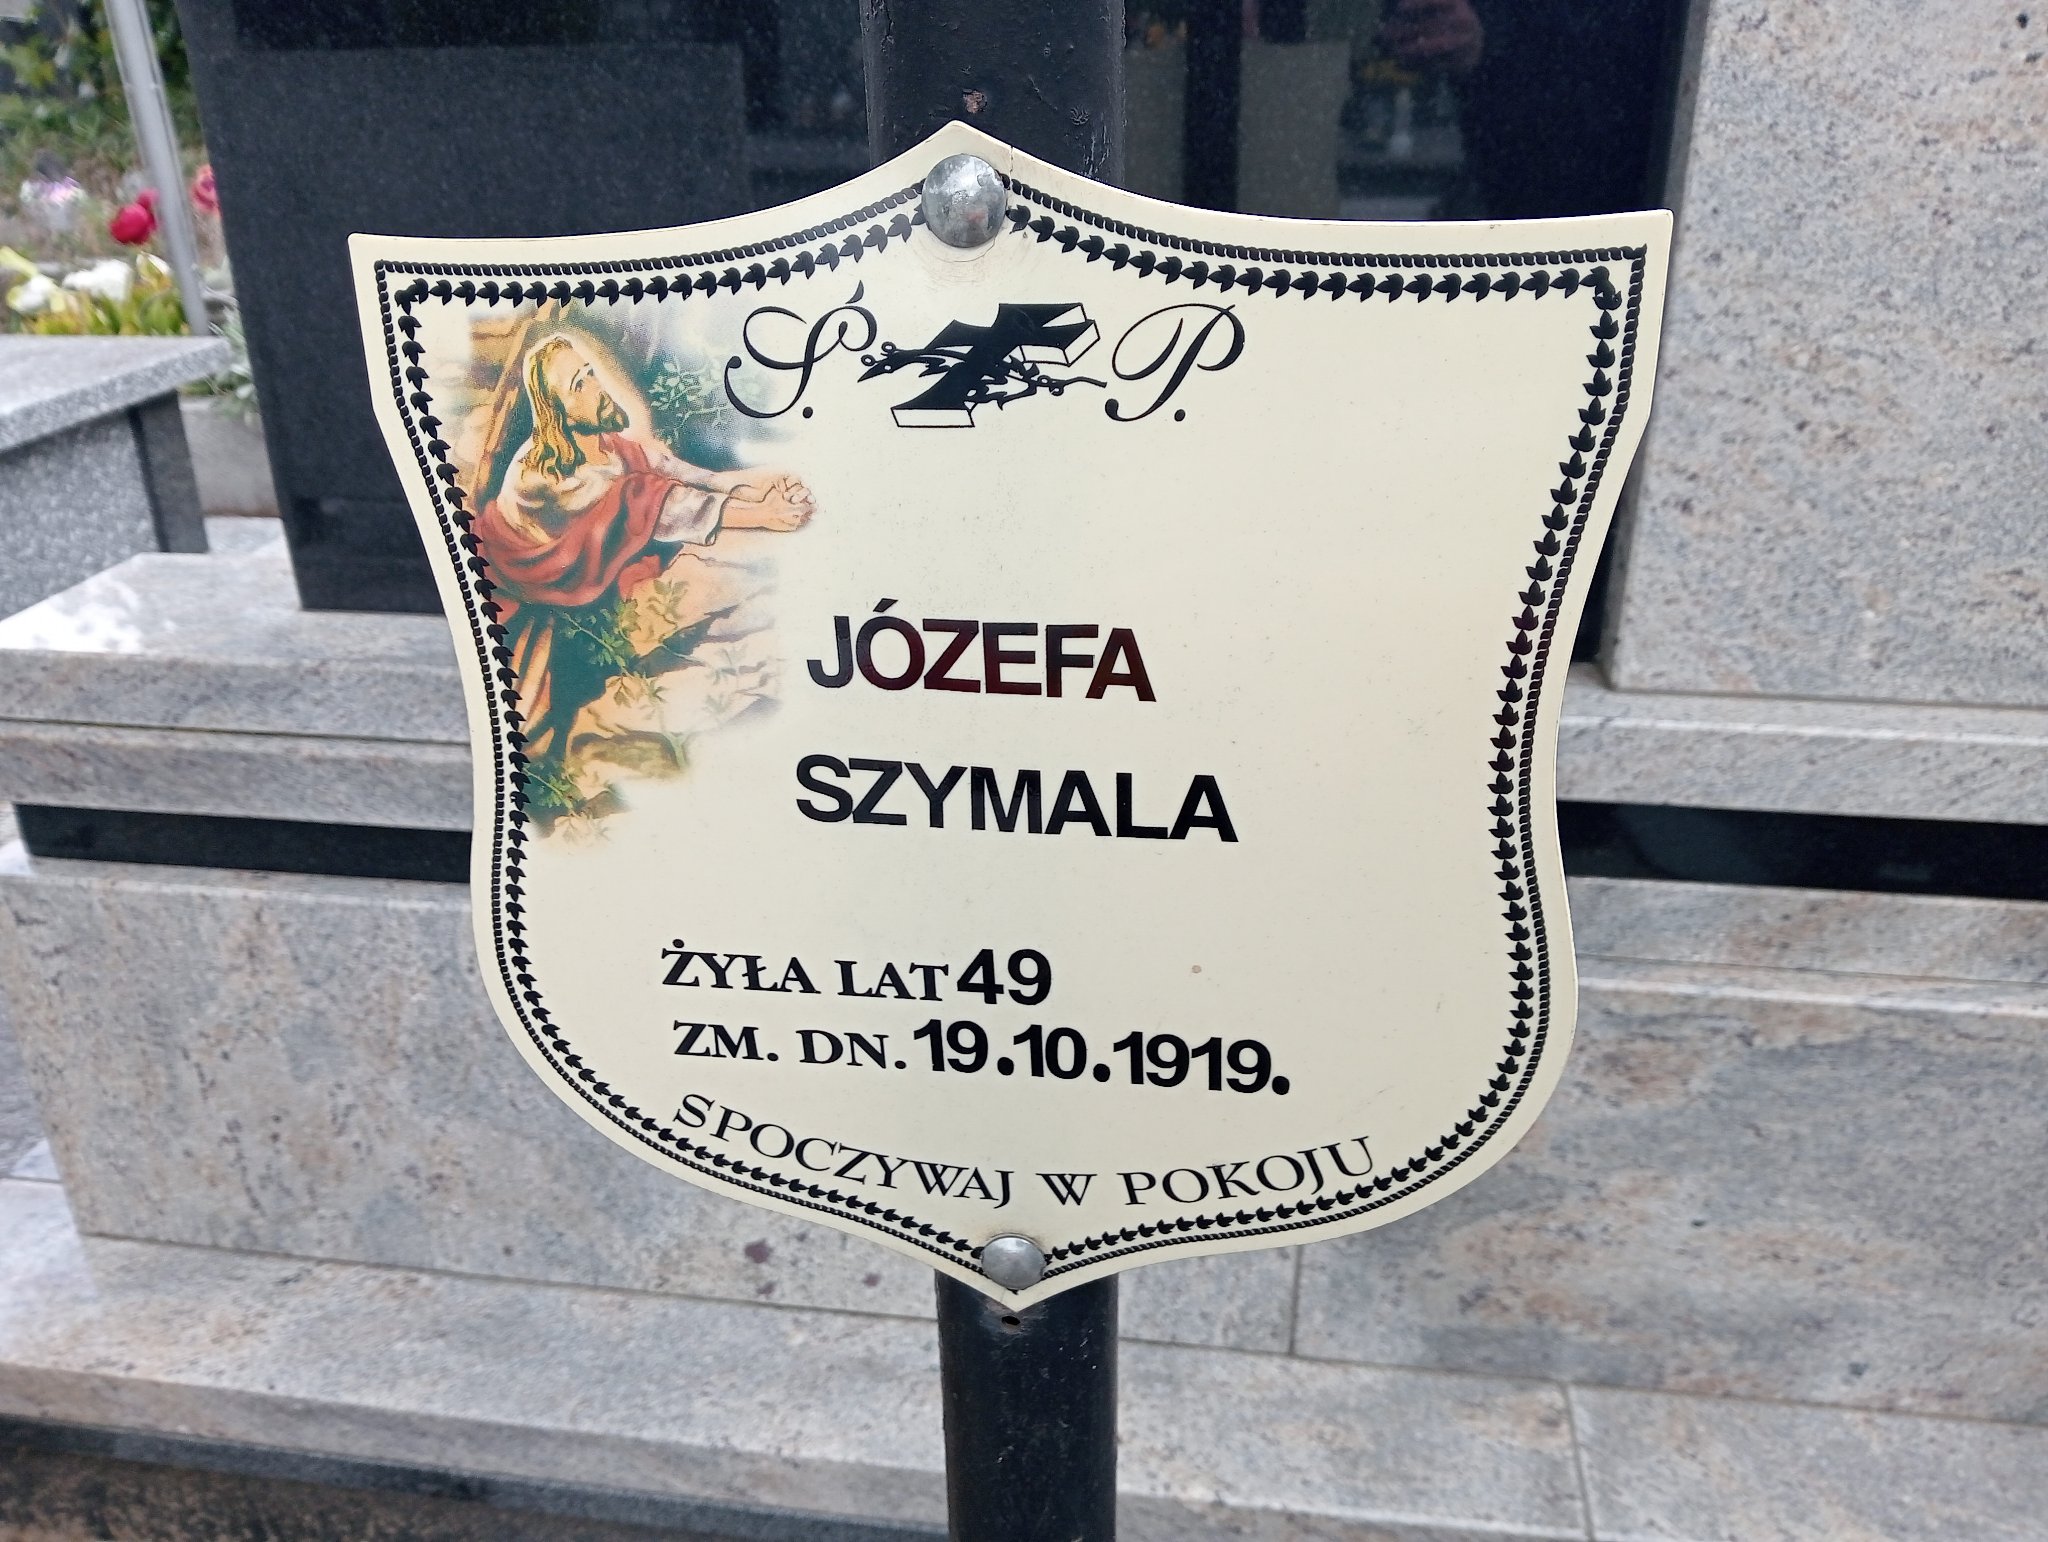 Ś. P.
JÓZEFA
SZYMALA
ŻYŁA LAT 49
ZM. DN. 19.10.1919.
SPOCZYWAJ W POKOJU